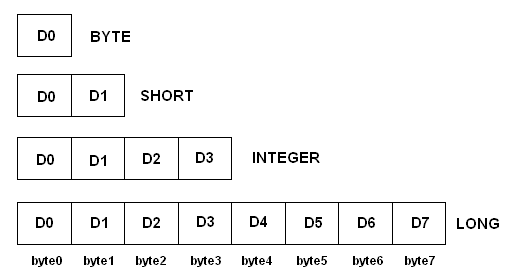 D0 BYTE
D0 D1 SHORT
D0 D1 D2 D3 INTEGER
D0 D1 D2 D3 D4 D5 D6 D7 LONG
byte0 byte1 byte2 byte3 byte4 byte5 byte6 byte7